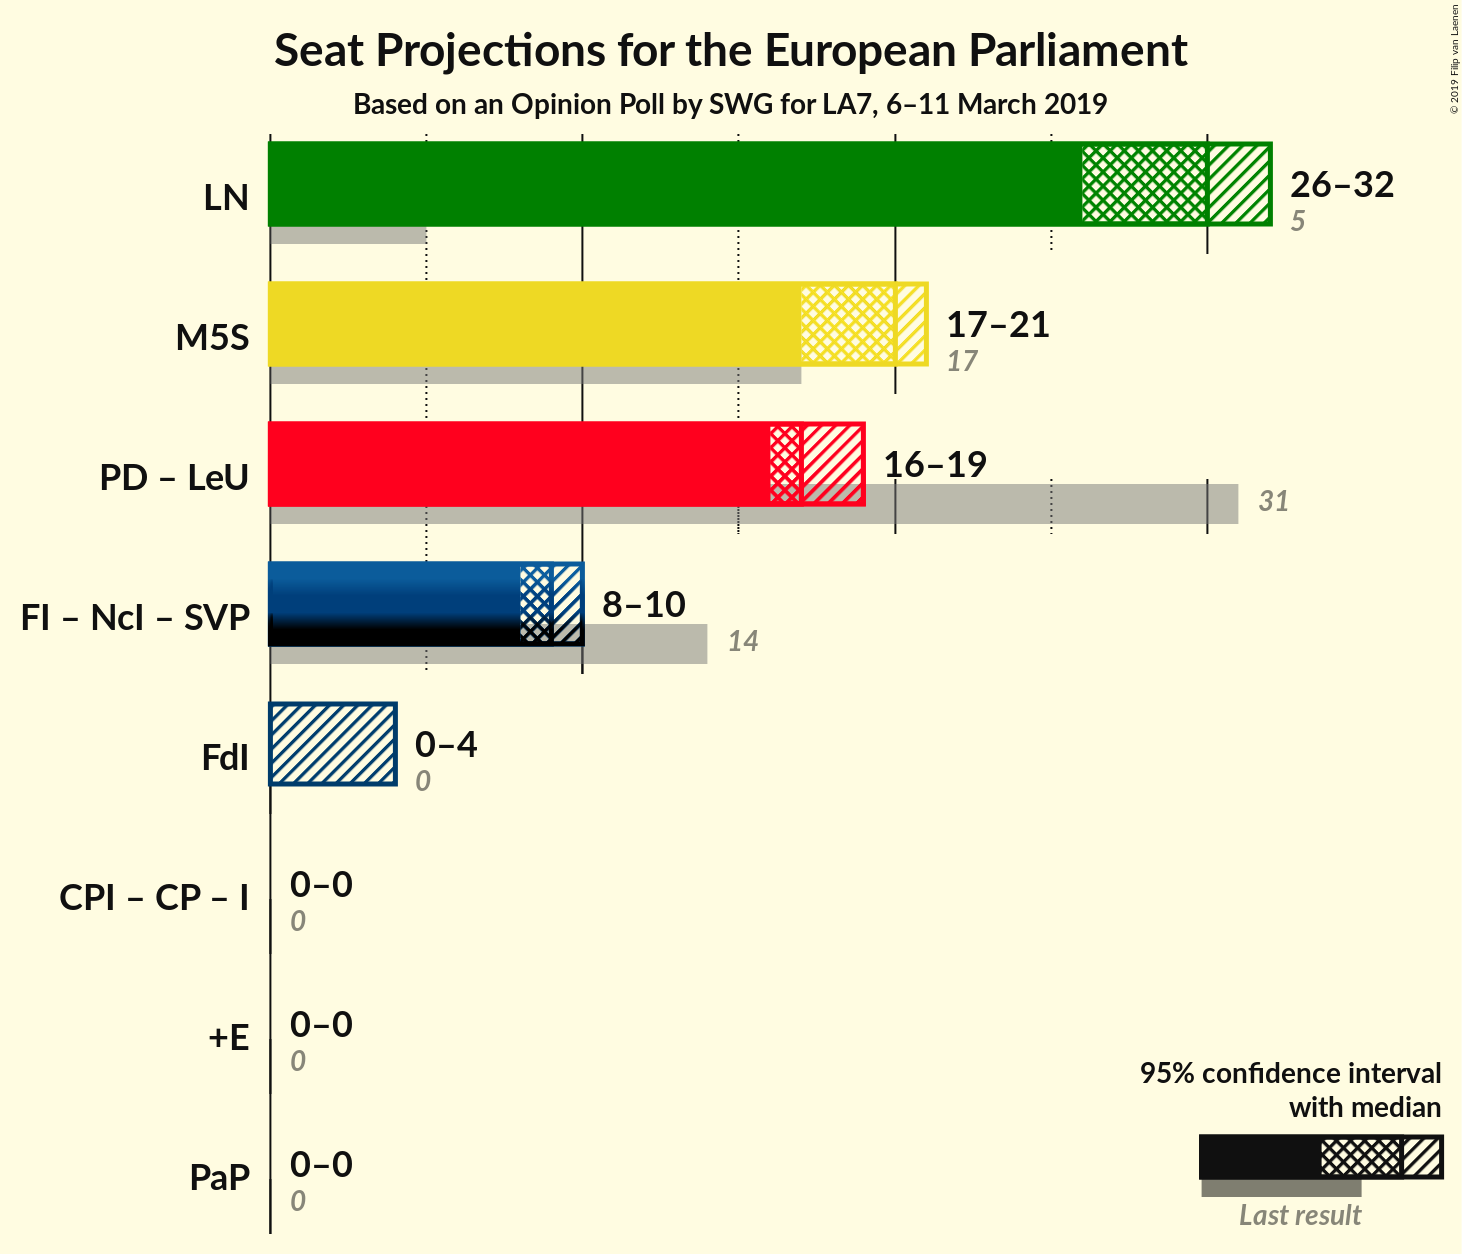 Seat Projections for the European Parliament
Based on an Opinion Poll by SWG for LA7, 6–11 March 2019
© 2019 Filip van Laenen
LN
26–32
5
M5S
17–21
17
PD – LeU
16–19
31
FI – NcI – SVP
8–10
14
FdI
0–4
0
CPI – CP – I
0–0
0
+E
0–0
0
PaP
0–0
0
95% confidence interval
with median
Last result